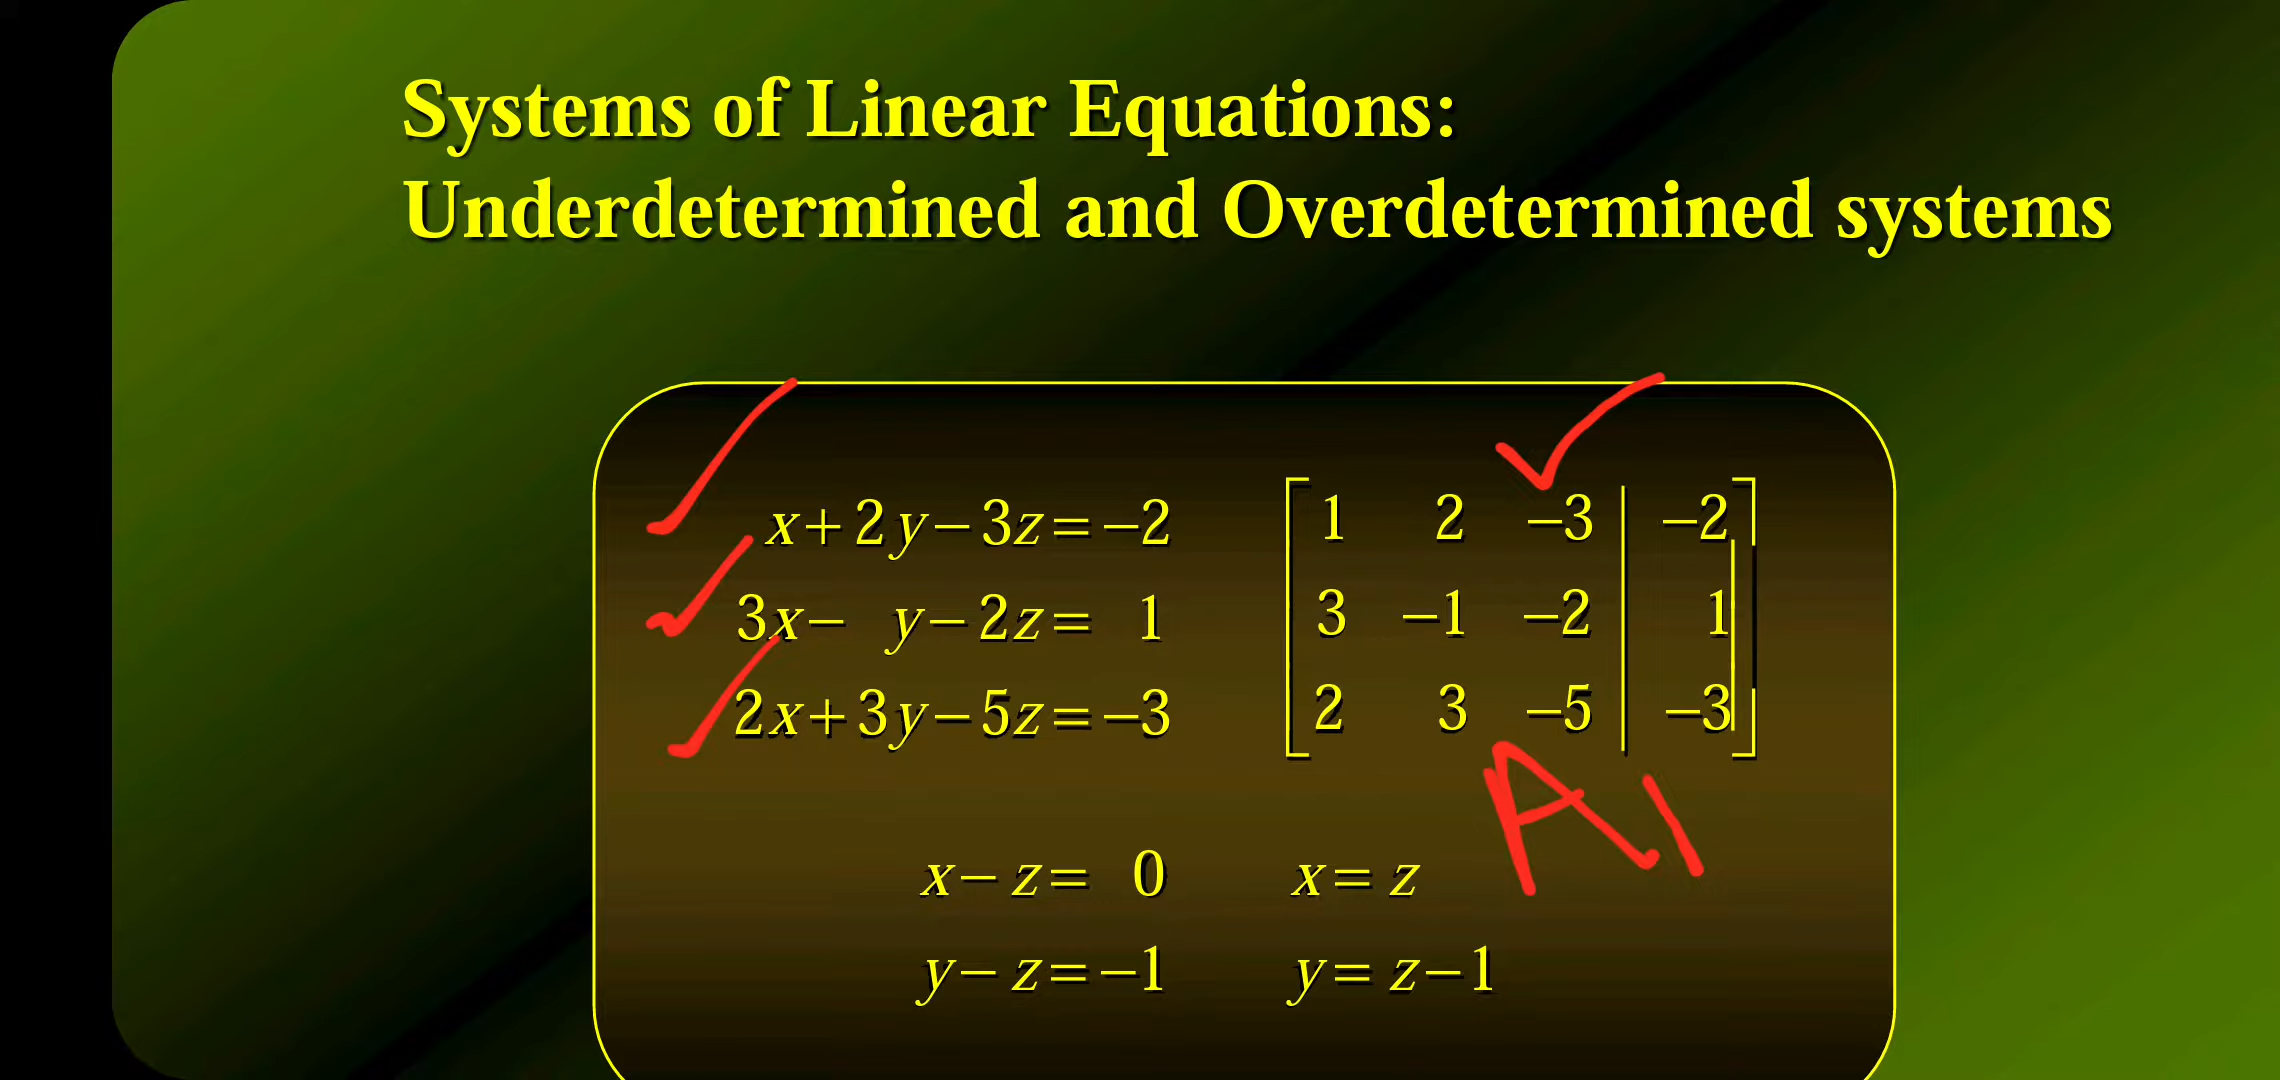 Systems of Linear Equations:
Underdetermined and Overdetermined systems
x + 2y − 3z = −2
3x − y − 2z = 1
2x + 3y − 5z = −3
1 2 −3 | −2
3 −1 −2 | 1
2 3 −5 | −3
A
x − z = 0 x = z
y − z = −1 y = z − 1